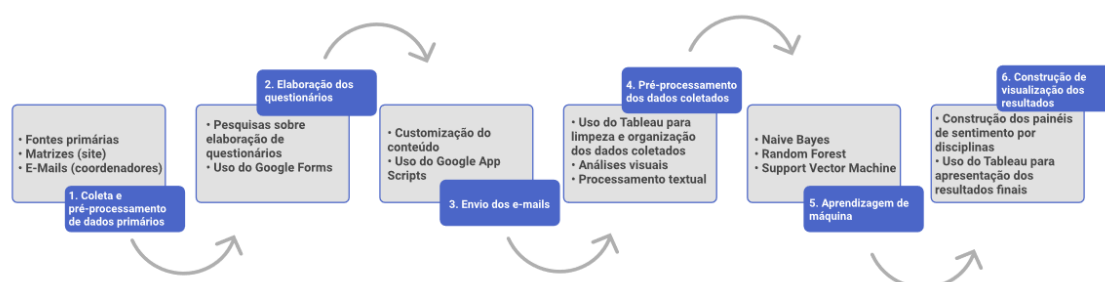 • Fontes primárias
• Matrizes (site)
• E-Mails (coordenadores)
1. Coleta e
pré-processamento
de dados primários
2. Elaboração dos
questionários
• Pesquisas sobre
elaboração de
questionários
• Uso do Google Forms
• Customização do
conteúdo
• Uso do Google App
Scripts
3. Envio dos e-mails
4. Pré-processamento
dos dados coletados
• Uso do Tableau para
limpeza e organização
dos dados coletados
• Análises visuais
• Processamento textual
• Naive Bayes
• Random Forest
• Support Vector Machine
5. Aprendizagem de
máquina
6. Construção de
visualização dos
resultados
• Construção dos painéis
de sentimento por
disciplinas
• Uso do Tableau para
apresentação dos
resultados finais